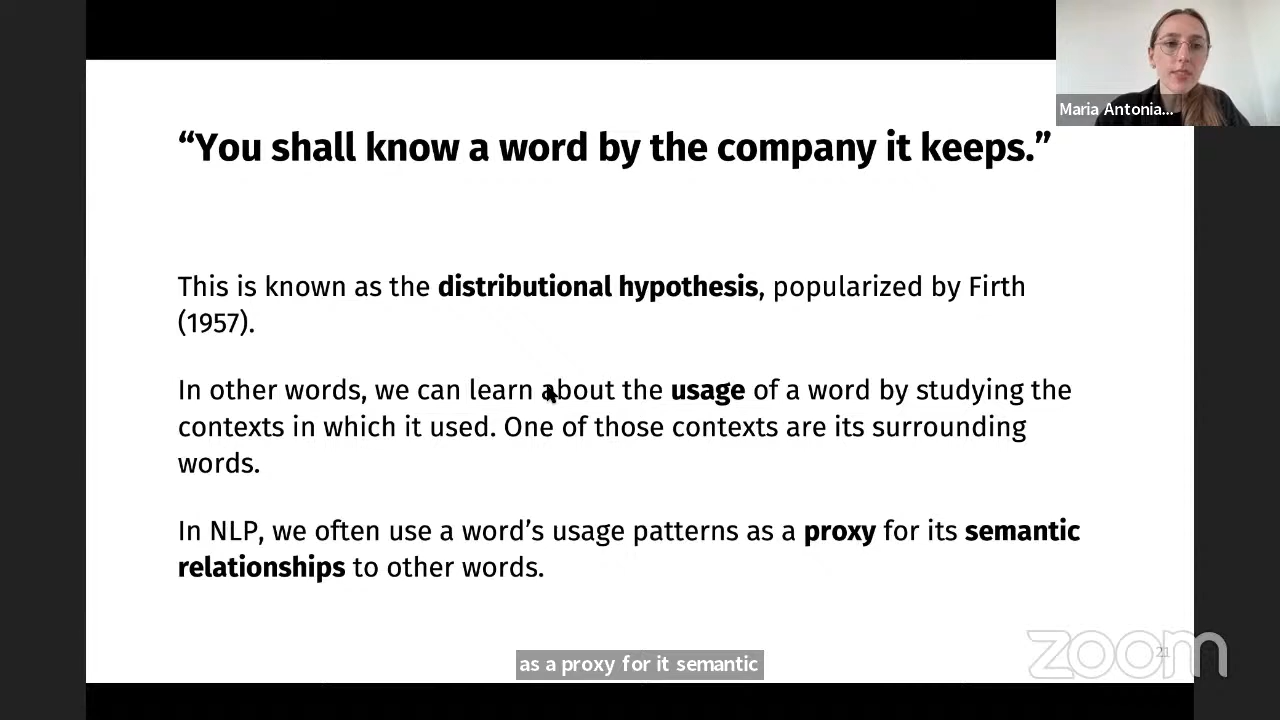 Maria Antonia...
“You shall know a word by the company it keeps.”
This is known as the distributional hypothesis, popularized by Firth
(1957).
In other words, we can learn about the usage of a word by studying the
contexts in which it used. One of those contexts are its surrounding
words.
In NLP, we often use a word’s usage patterns as a proxy for its semantic
relationships to other words.
as a proxy for it semantic
zoom
21